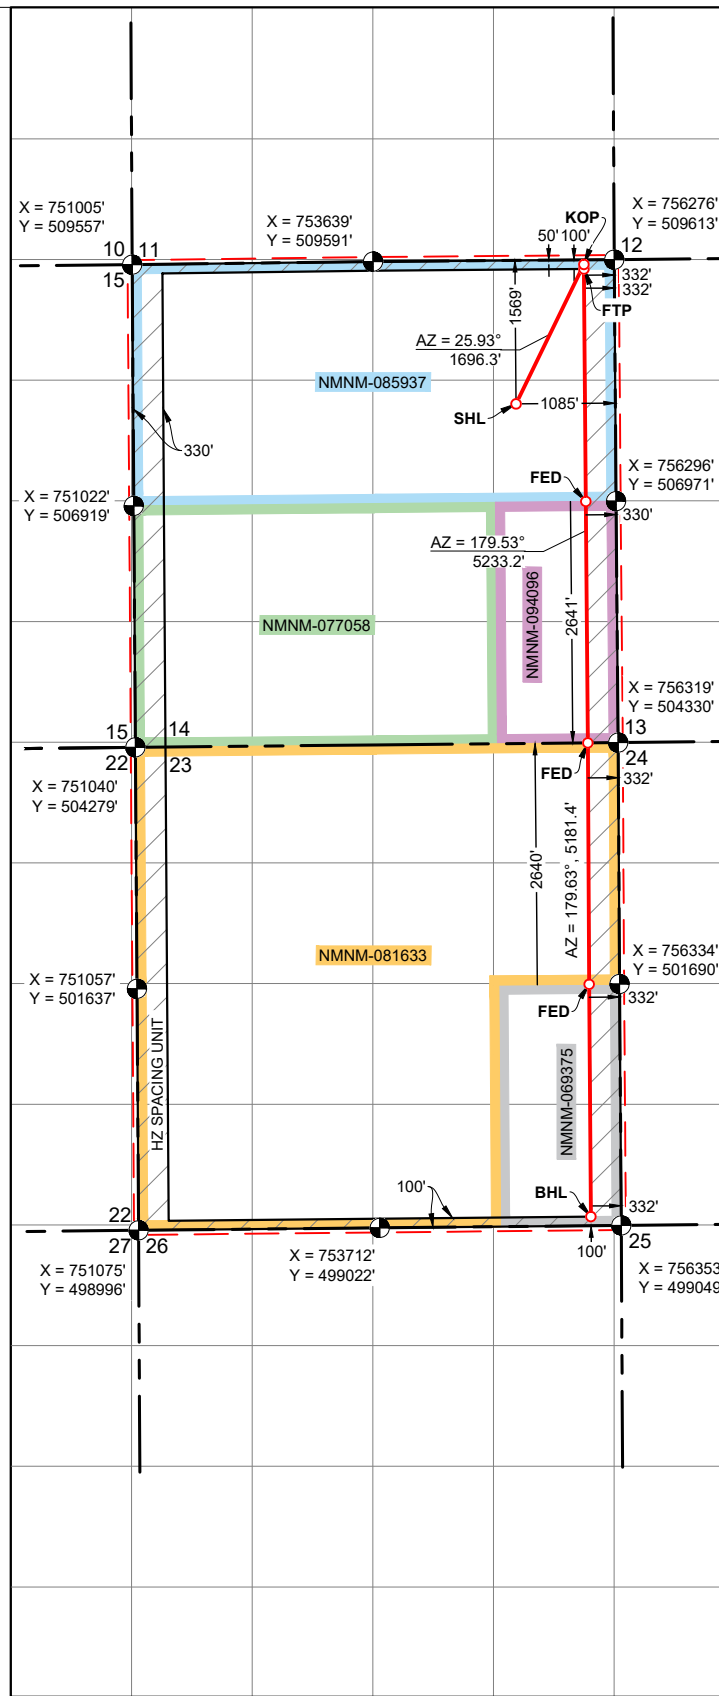 X = 751005'
Y = 509557'
X = 753639'
Y = 509591'
KOP
X = 756276'
Y = 509613'
10 11
50' 100'
12
15
332'
332'
FTP
1569'
AZ = 25.93°
1696.3'
NMNM-085937
SHL
1085'
330'
X = 751022'
Y = 506919'
FED
X = 756296'
Y = 506971'
330'
AZ = 179.53°
5233.2'
NMNM-094096
2641'
NMNM-077058
X = 756319'
Y = 504330'
15 14
13
22 23
24
FED
332'
X = 751040'
Y = 504279'
2640'
AZ = 179.63°, 5181.4'
NMNM-081633
X = 756334'
Y = 501690'
X = 751057'
Y = 501637'
FED
332'
HZ SPACING UNIT
NMNM-069375
100'
BHL
332'
22
27 26
25
100'
X = 753712'
Y = 499022'
X = 751075'
Y = 498996'
X = 756353
Y = 499049